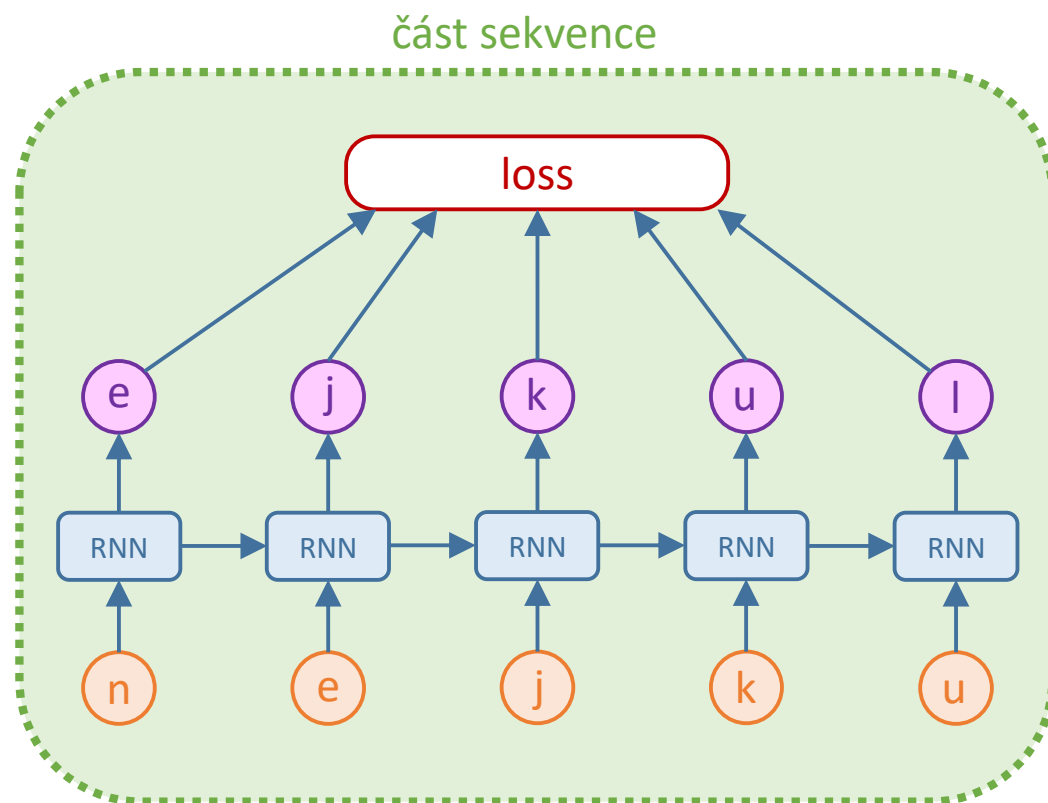 část sekvence
loss
e j k u l
RNN RNN RNN RNN RNN
n e j k u